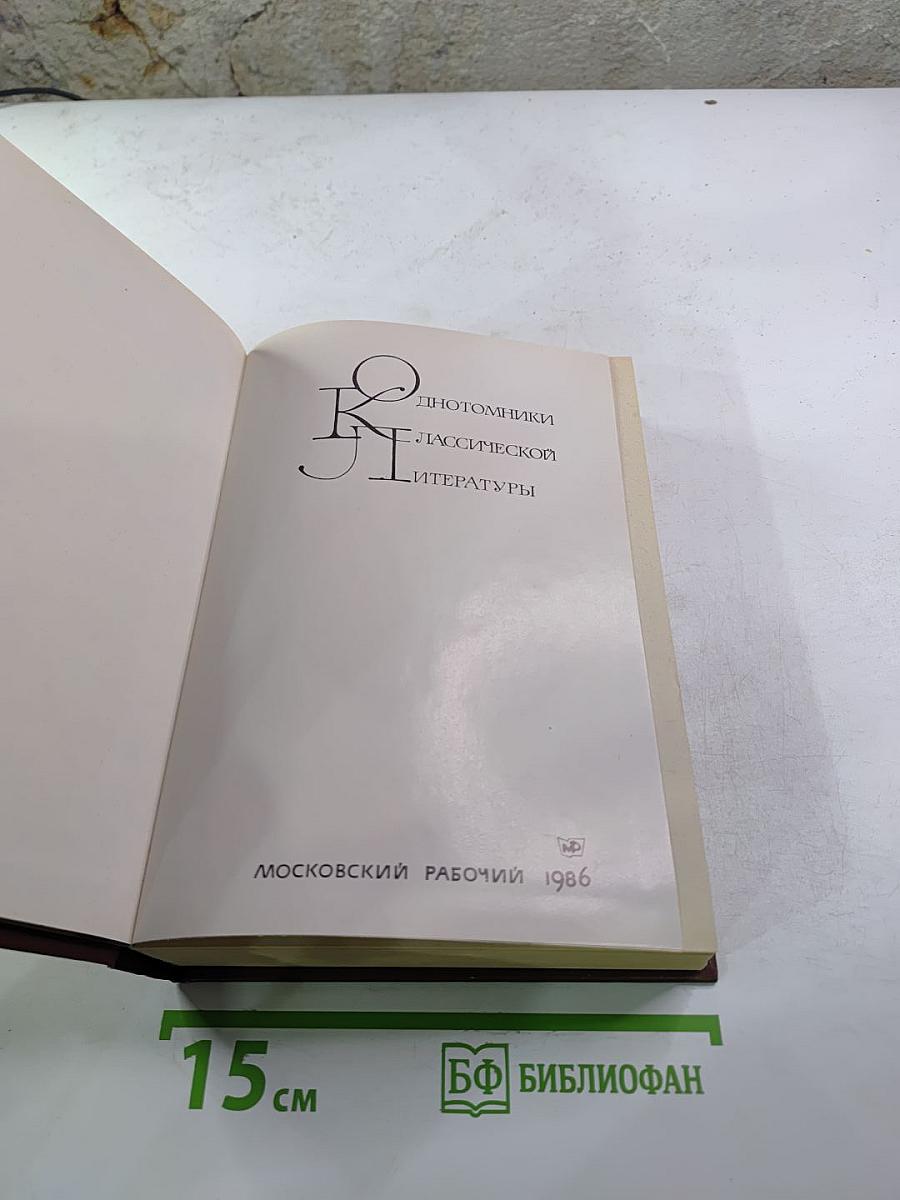 ОДНОТОМНИКИ
КЛАССИЧЕСКОЙ
ЛИТЕРАТУРЫ
МР
МОСКОВСКИЙ РАБОЧИЙ 1986
15 см
БФ БИБЛИОФАН